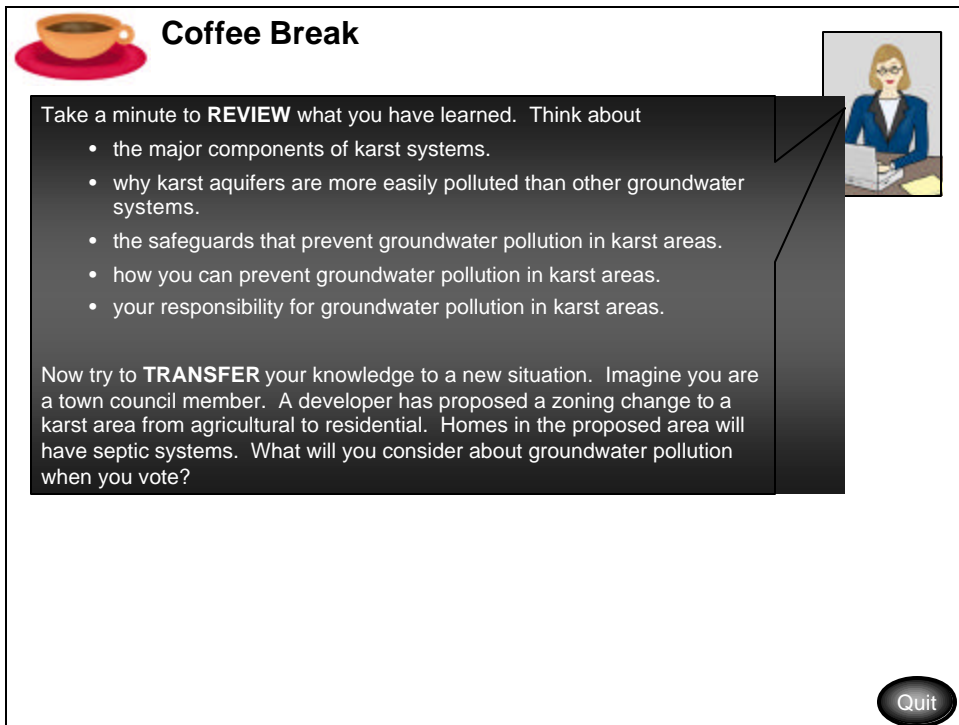 Coffee Break
Take a minute to REVIEW what you have learned.  Think about
• the major components of karst systems.
• why karst aquifers are more easily polluted than other groundwater
systems.
• the safeguards that prevent groundwater pollution in karst areas.
• how you can prevent groundwater pollution in karst areas.
• your responsibility for groundwater pollution in karst areas.
Now try to TRANSFER your knowledge to a new situation.  Imagine you are
a town council member.  A developer has proposed a zoning change to a
karst area from agricultural to residential.  Homes in the proposed area will
have septic systems.  What will you consider about groundwater pollution
when you vote?
Quit